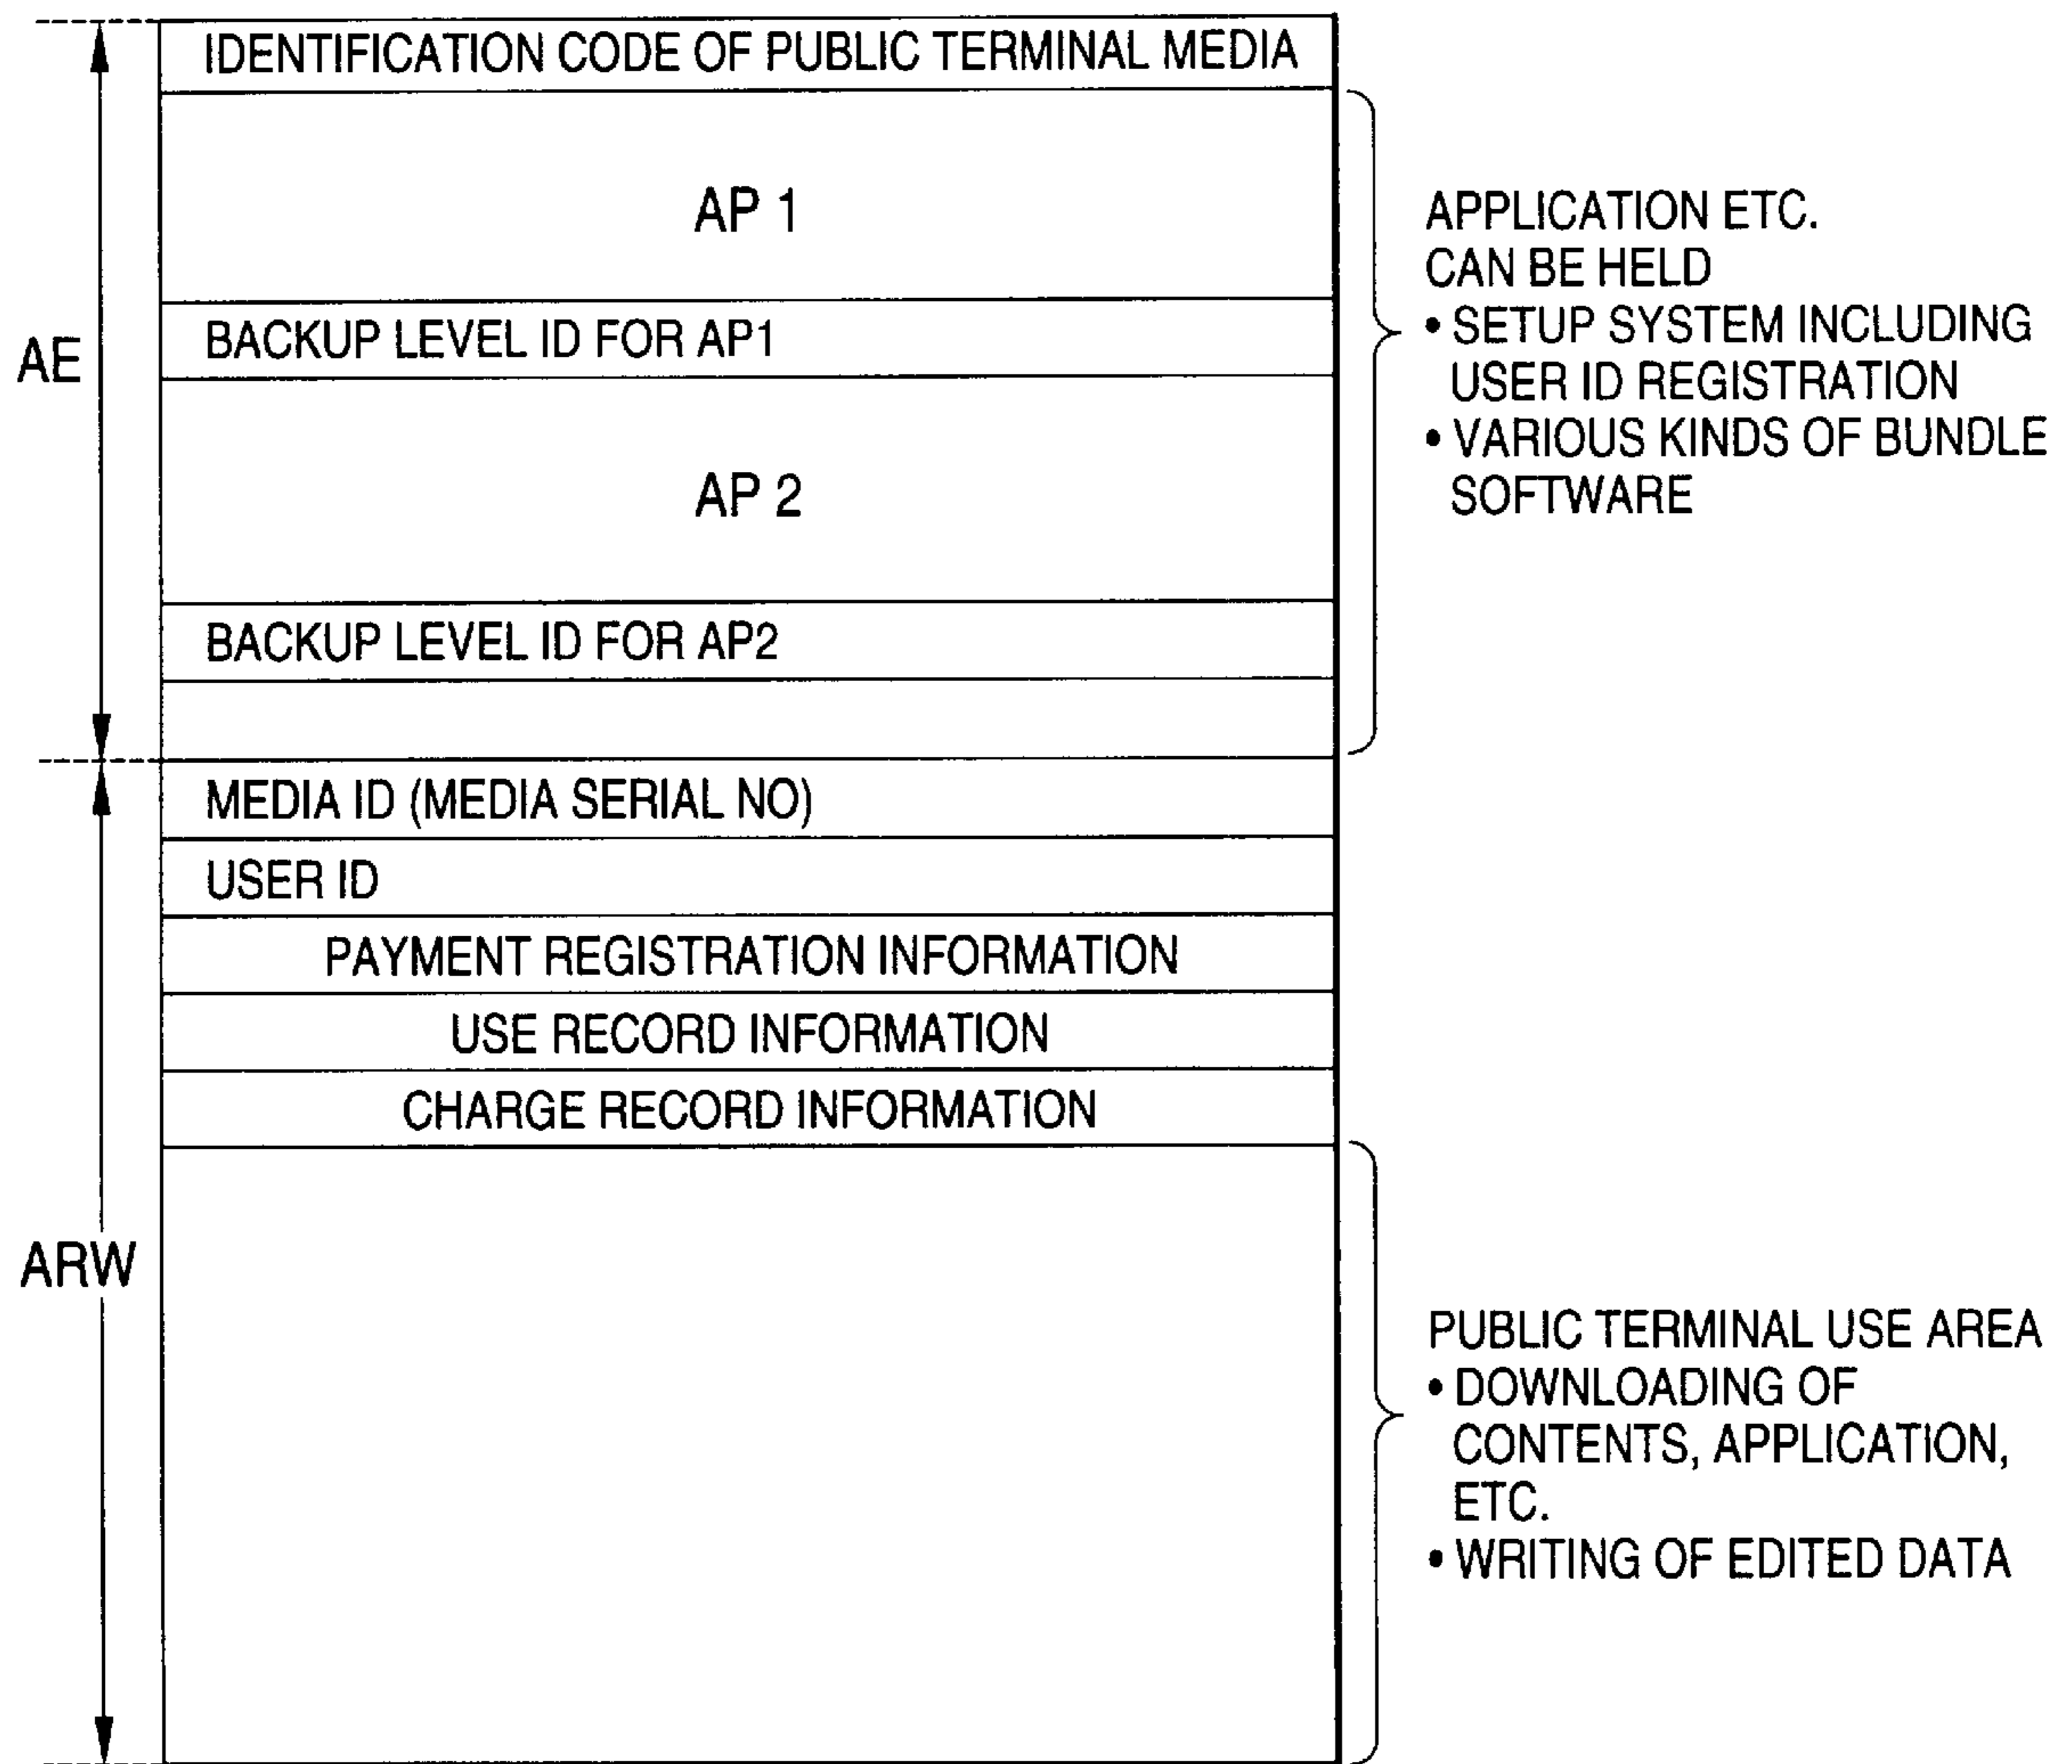 IDENTIFICATION CODE OF PUBLIC TERMINAL MEDIA
AP 1
BACKUP LEVEL ID FOR AP1
AP 2
BACKUP LEVEL ID FOR AP2
AE
APPLICATION ETC.
CAN BE HELD
• SETUP SYSTEM INCLUDING
USER ID REGISTRATION
• VARIOUS KINDS OF BUNDLE
SOFTWARE
MEDIA ID (MEDIA SERIAL NO)
USER ID
PAYMENT REGISTRATION INFORMATION
USE RECORD INFORMATION
CHARGE RECORD INFORMATION
ARW
PUBLIC TERMINAL USE AREA
• DOWNLOADING OF
CONTENTS, APPLICATION,
ETC.
• WRITING OF EDITED DATA